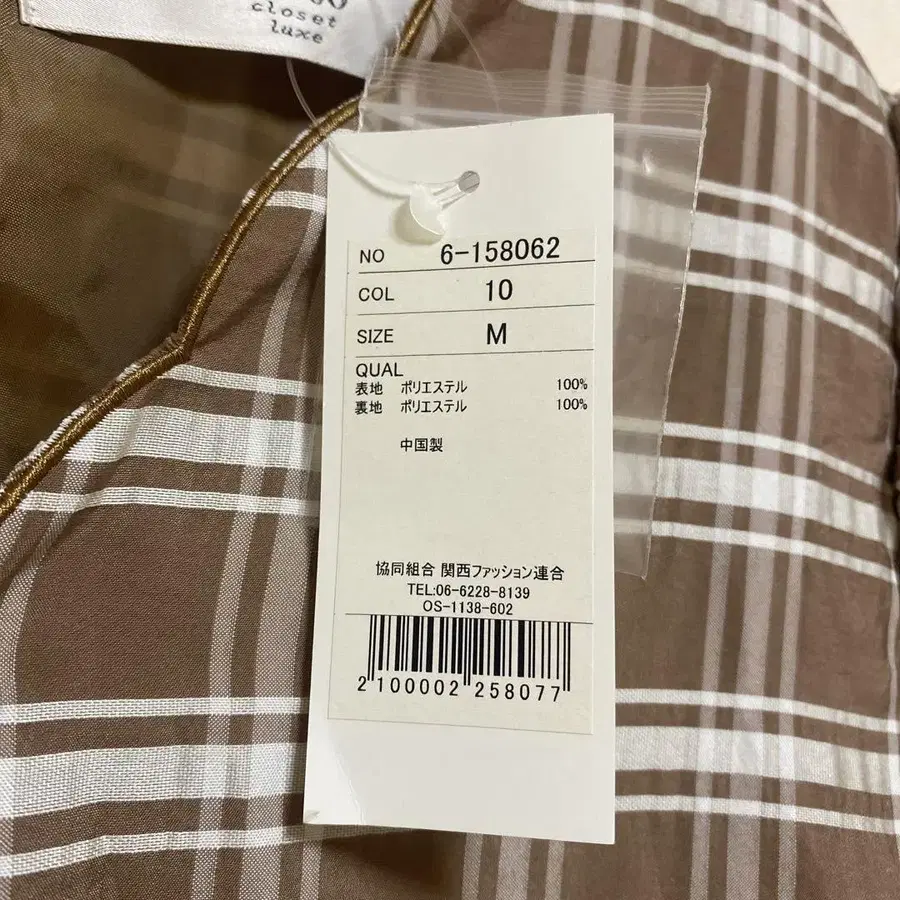 closet
luxe
NO 6-158062
COL 10
SIZE M
QUAL
表地 ポリエステル 100%
裏地 ポリエステル 100%
中国製
協同組合 関西ファッション連合
TEL:06-6228-8139
OS-1138-602
2 100002 258077